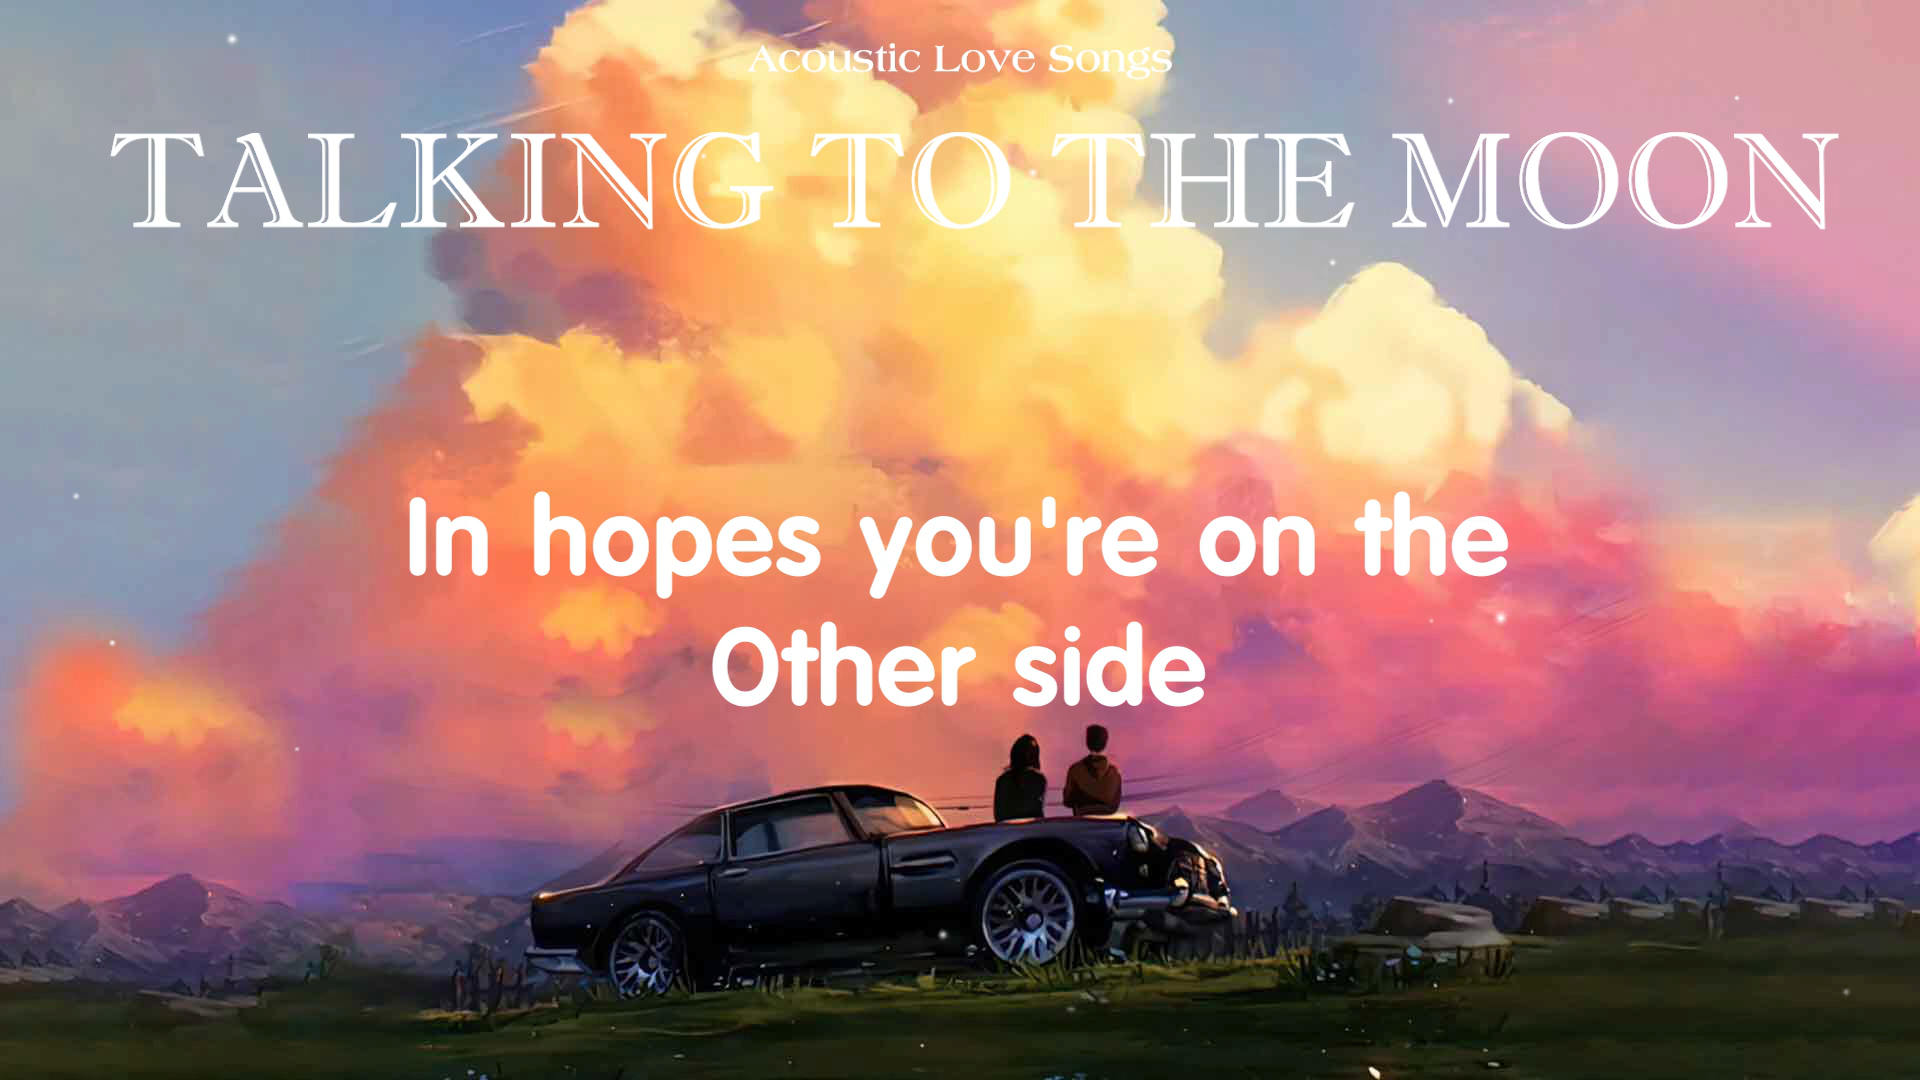 Acoustic Love Songs
TALKING TO THE MOON
In hopes you're on the
Other side